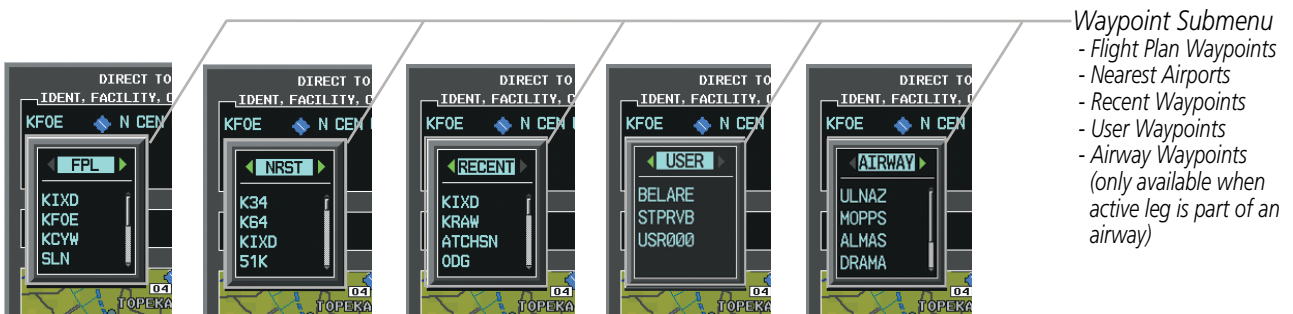 Waypoint Submenu
- Flight Plan Waypoints
- Nearest Airports
- Recent Waypoints
- User Waypoints
- Airway Waypoints
(only available when
active leg is part of an
airway)
DIRECT TO
IDENT, FACILITY, C
KFOE N CEN
FPL
KIXD
KFOE
KCYW
SLN
04
TOPEKA
DIRECT TO
IDENT, FACILITY, C
KFOE N CEN
NRST
K34
K64
KIXD
51K
04
TOPEKA
DIRECT TO
IDENT, FACILITY, C
KFOE N CEN
RECENT
KIXD
KRAW
ATCHSN
ODG
04
TOPEKA
DIRECT TO
IDENT, FACILITY, C
KFOE N CEN
USER
BELARE
STPRVB
USR000
04
TOPEKA
DIRECT TO
IDENT, FACILITY, C
KFOE N CEN
AIRWAY
ULNAZ
MOPPS
ALMAS
DRAMA
04
TOPEKA